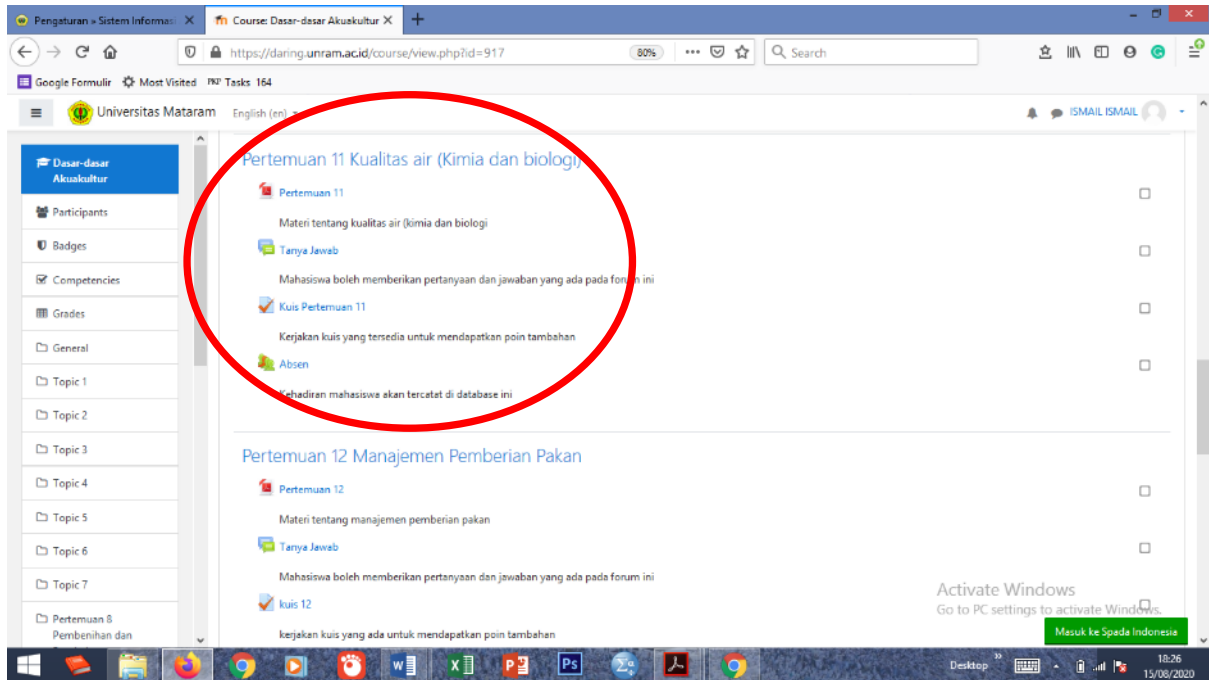 Pengaturan » Sistem Informasi
Course: Dasar-dasar Akuakultur
https://daring.unram.ac.id/course/view.php?id=917
80%
Search
Google Formulir
Most Visited
Tasks 164
Universitas Mataram
English (en)
ISMAIL ISMAIL
Dasar-dasar
Akuakultur
Participants
Badges
Competencies
Grades
General
Topic 1
Topic 2
Topic 3
Topic 4
Topic 5
Topic 6
Topic 7
Pertemuan 8
Pembenihan dan
Pertemuan 11 Kualitas air (Kimia dan biologi)
Pertemuan 11
Materi tentang kualitas air (kimia dan biologi
Tanya Jawab
Mahasiswa boleh memberikan pertanyaan dan jawaban yang ada pada forum ini
Kuis Pertemuan 11
Kerjakan kuis yang tersedia untuk mendapatkan poin tambahan
Absen
Kehadiran mahasiswa akan tercatat di database ini
Pertemuan 12 Manajemen Pemberian Pakan
Pertemuan 12
Materi tentang manajemen pemberian pakan
Tanya Jawab
Mahasiswa boleh memberikan pertanyaan dan jawaban yang ada pada forum ini
kuis 12
kerjakan kuis yang ada untuk mendapatkan poin tambahan
Activate Windows
Go to PC settings to activate Windows.
Masuk ke Spada Indonesia
Desktop
18:26
15/08/2020